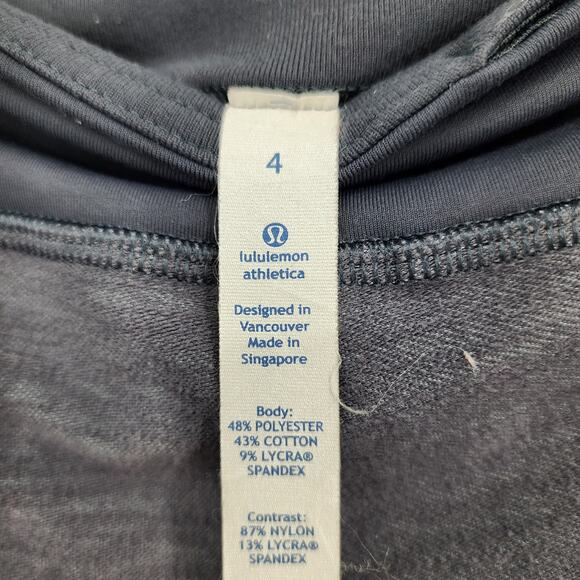 4
lululemon
athletica
Designed in
Vancouver
Made in
Singapore
Body:
48% POLYESTER
43% COTTON
9% LYCRA®
SPANDEX
Contrast:
87% NYLON
13% LYCRA®
SPANDEX